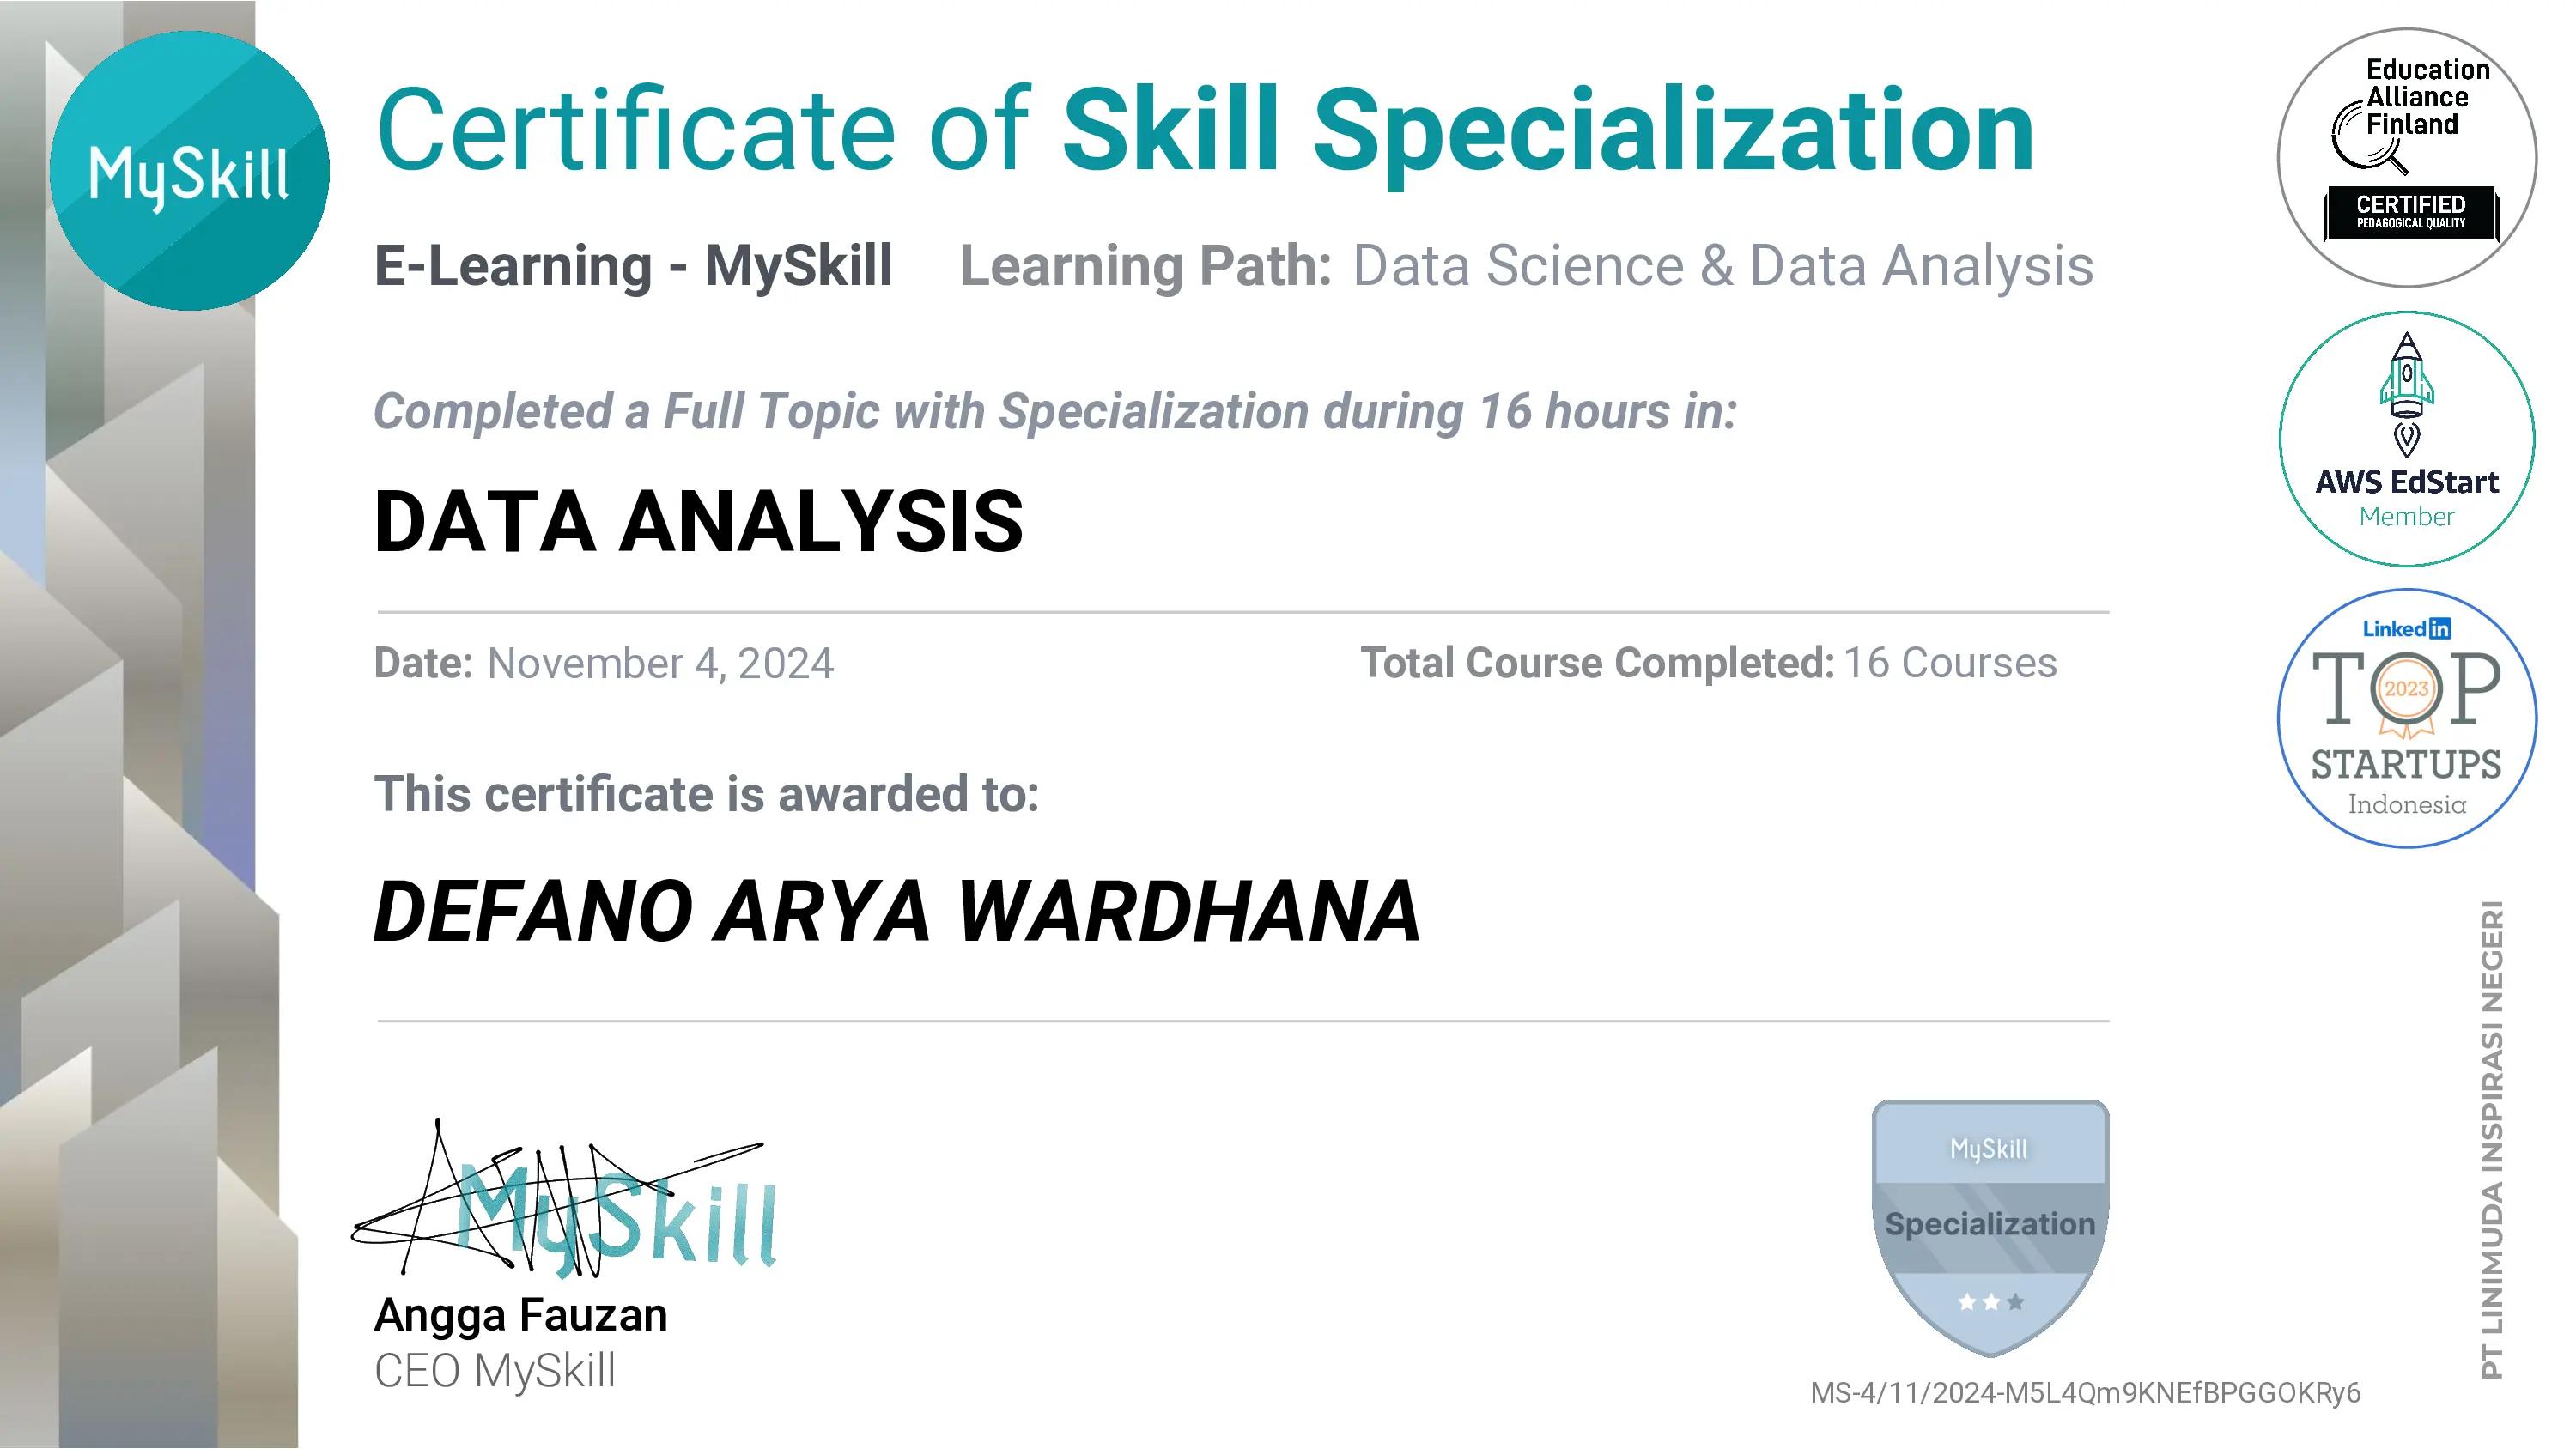 MySkill
Certificate of Skill Specialization
E-Learning - MySkill Learning Path: Data Science & Data Analysis
Completed a Full Topic with Specialization during 16 hours in:
DATA ANALYSIS
Date: November 4, 2024 Total Course Completed: 16 Courses
This certificate is awarded to:
DEFANO ARYA WARDHANA
MySkill
Angga Fauzan
CEO MySkill
MySkill
Specialization
MS-4/11/2024-M5L4Qm9KNEfBPGGOKRy6
Education
Alliance
Finland
CERTIFIED
PEDAGOGICAL QUALITY
AWS EdStart
Member
Linked in
TOP
2023
STARTUPS
Indonesia
PT LINIMUDA INSPIRASI NEGERI